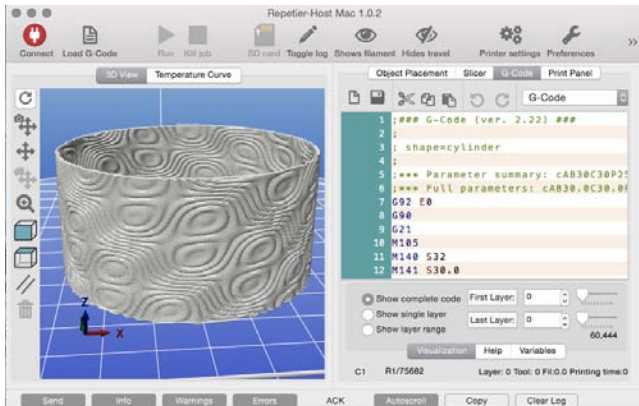 Repetier-Host Mac 1.0.2
Connect Load G-Code Run Kill job SD card Toggle log Shows filament Hides travel Printer settings Preferences »
3D View Temperature Curve
Object Placement Slicer G-Code Print Panel
G-Code
1 ;### G-Code (ver. 2.22) ###
2 ;
3 ; shape=cylinder
4 ;
5 ;*** Parameter summary: cAB30C30P25
6 ;*** Full parameters: cAB30.0C30.0
7 G92 E0
8 G90
9 G21
10 M105
11 M140 S32
12 M141 S30.0
Z
X
Show complete code First Layer: 0
Show single layer
Show layer range Last Layer: 0
60,444
Visualization Help Variables
C1 R1/75682 Layer: 0 Tool: 0 Fil:0.0 Printing time:0
Send Info Warnings Errors ACK Autoscroll Copy Clear Log